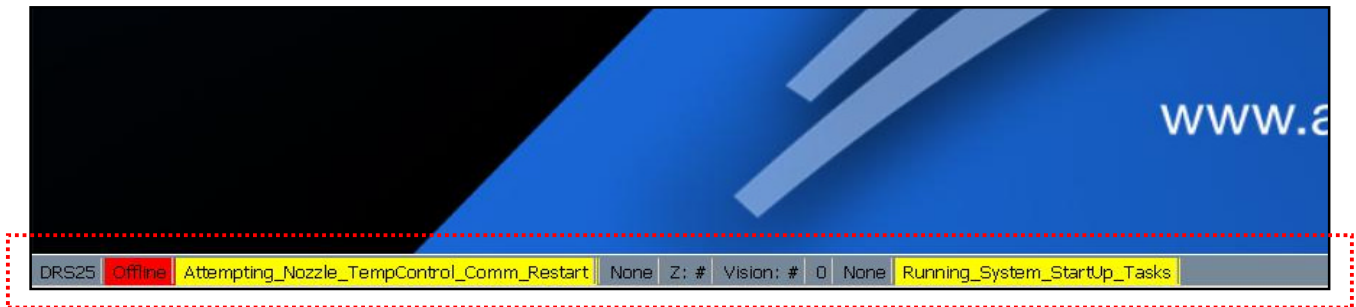 www.a
DRS25 Offline Attempting_Nozzle_TempControl_Comm_Restart None Z: # Vision: # 0 None Running_System_StartUp_Tasks